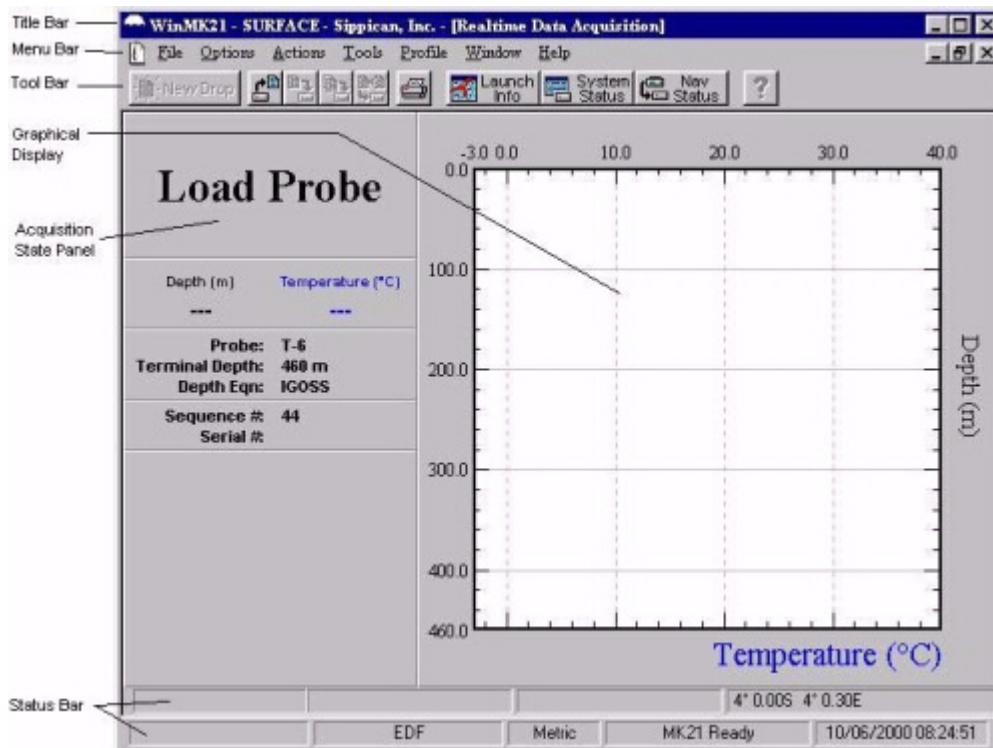 Title Bar
WinMK21 - SURFACE - Sippican, Inc. - [Realtime Data Acquisition]
Menu Bar
File Options Actions Tools Profile Window Help
Tool Bar
New Drop
Launch Info
System Status
Nav Status
?
Graphical Display
Load Probe
Acquisition State Panel
Depth (m) Temperature (°C)
--- ---
Probe: T-6
Terminal Depth: 460 m
Depth Eqn: IGOSS
Sequence #: 44
Serial #:
-3.0 0.0 10.0 20.0 30.0 40.0
0.0
100.0
200.0
300.0
400.0
460.0
Depth (m)
Temperature (°C)
Status Bar
4° 0.00S 4° 0.30E
EDF Metric MK21 Ready 10/06/2000 08:24:51